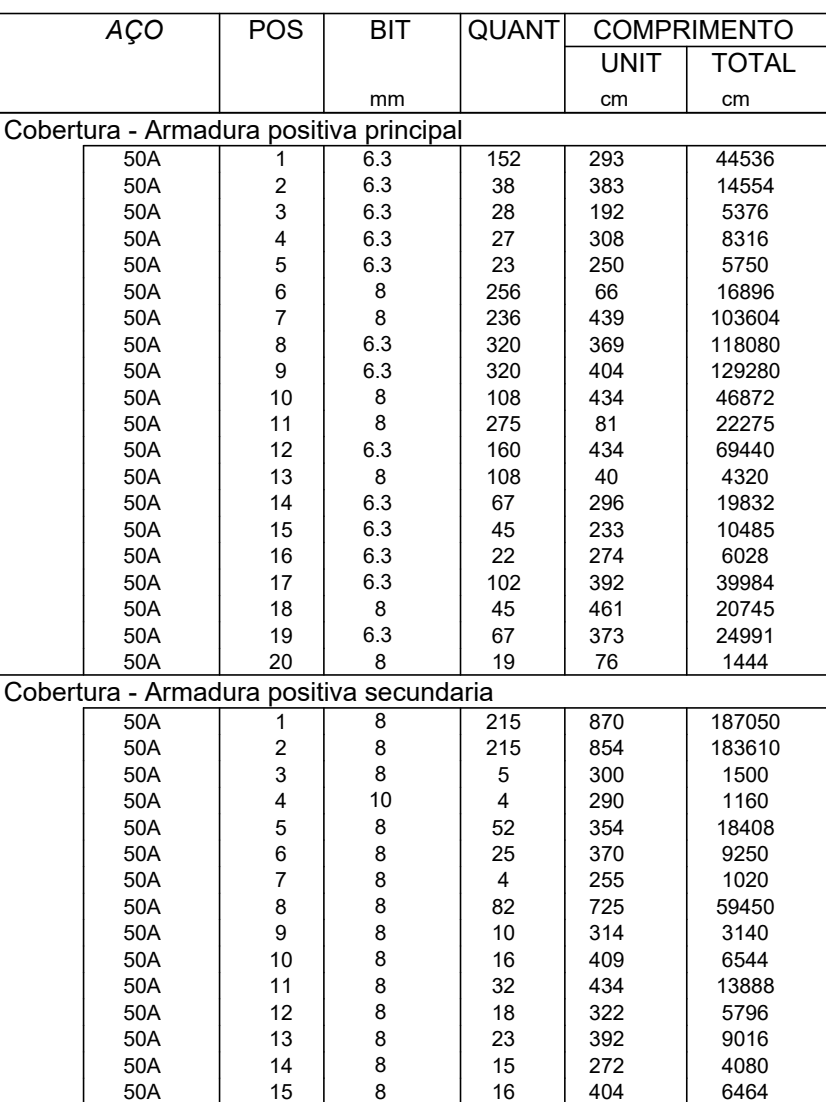 AÇO POS BIT QUANT COMPRIMENTO
UNIT TOTAL
mm cm cm
Cobertura - Armadura positiva principal
50A 1 6.3 152 293 44536
50A 2 6.3 38 383 14554
50A 3 6.3 28 192 5376
50A 4 6.3 27 308 8316
50A 5 6.3 23 250 5750
50A 6 8 256 66 16896
50A 7 8 236 439 103604
50A 8 6.3 320 369 118080
50A 9 6.3 320 404 129280
50A 10 8 108 434 46872
50A 11 8 275 81 22275
50A 12 6.3 160 434 69440
50A 13 8 108 40 4320
50A 14 6.3 67 296 19832
50A 15 6.3 45 233 10485
50A 16 6.3 22 274 6028
50A 17 6.3 102 392 39984
50A 18 8 45 461 20745
50A 19 6.3 67 373 24991
50A 20 8 19 76 1444
Cobertura - Armadura positiva secundaria
50A 1 8 215 870 187050
50A 2 8 215 854 183610
50A 3 8 5 300 1500
50A 4 10 4 290 1160
50A 5 8 52 354 18408
50A 6 8 25 370 9250
50A 7 8 4 255 1020
50A 8 8 82 725 59450
50A 9 8 10 314 3140
50A 10 8 16 409 6544
50A 11 8 32 434 13888
50A 12 8 18 322 5796
50A 13 8 23 392 9016
50A 14 8 15 272 4080
50A 15 8 16 404 6464